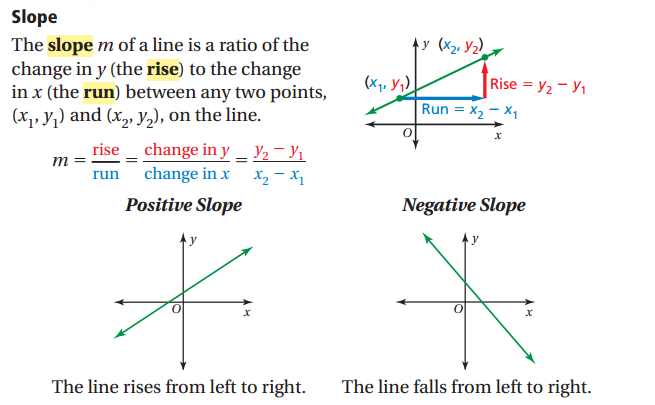 Slope
The slope m of a line is a ratio of the
change in y (the rise) to the change
in x (the run) between any two points,
(x₁, y₁) and (x₂, y₂), on the line.
m = rise/run = change in y/change in x = y₂ − y₁/x₂ − x₁
y (x₂, y₂)
(x₁, y₁)
Rise = y₂ − y₁
Run = x₂ − x₁
O
x
Positive Slope
y
O
x
The line rises from left to right.
Negative Slope
y
O
x
The line falls from left to right.